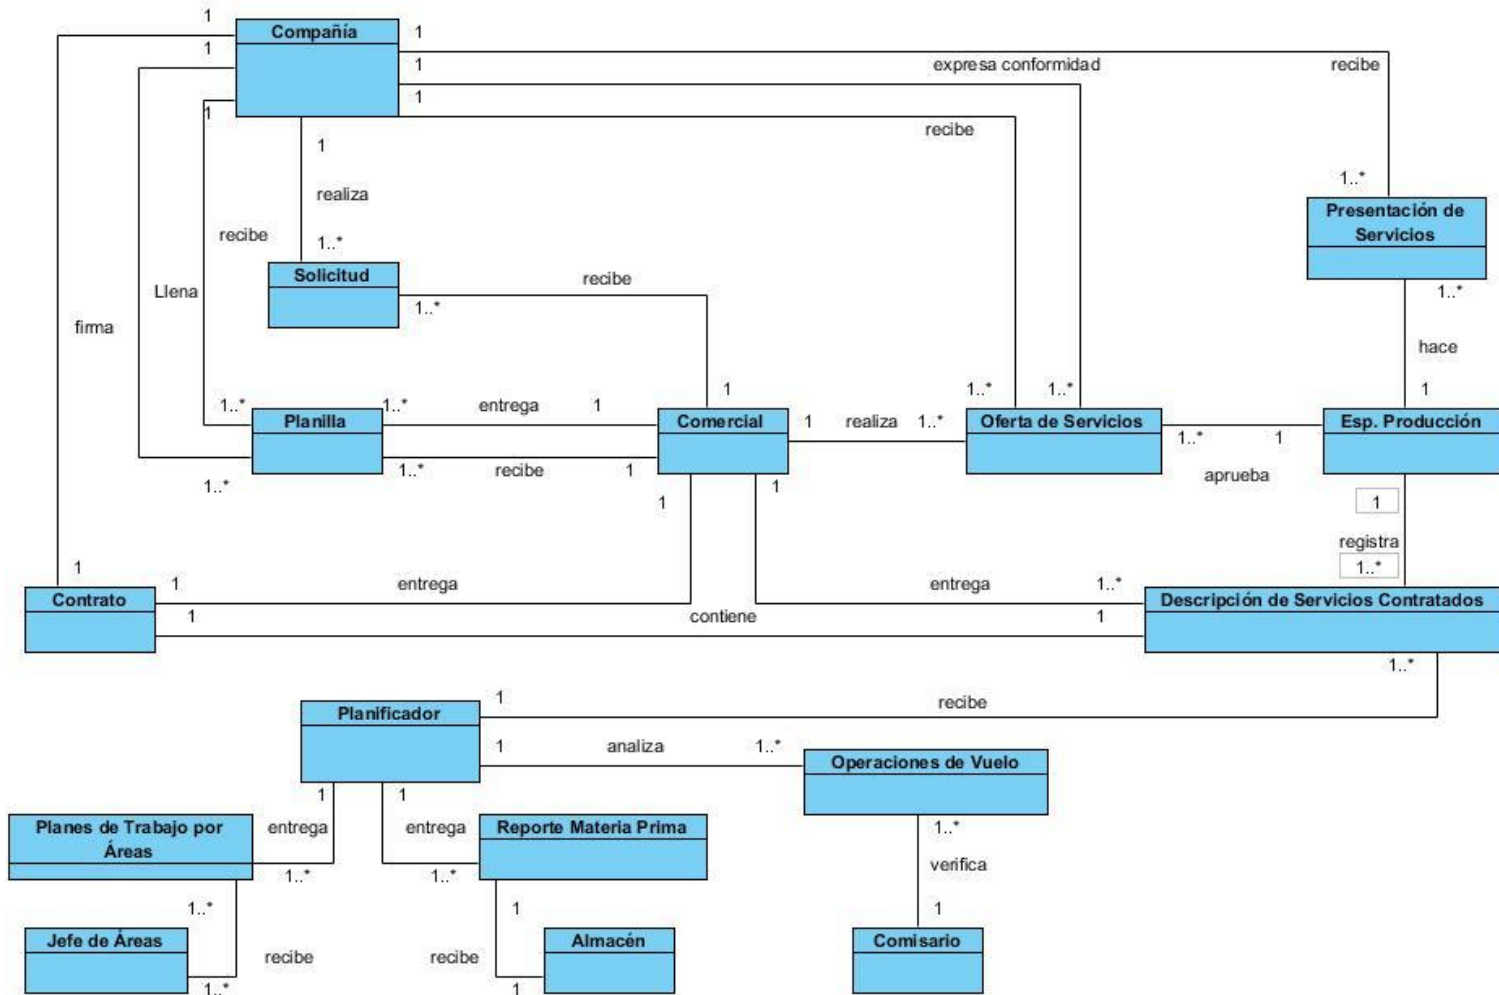 1
Compañía
1
1
1
expresa conformidad
recibe
1
1
1
recibe
1
realiza
1..*
Presentación de
Servicios
recibe
1..*
Solicitud
recibe
1..*
1..*
Llena
firma
hace
1
1..*
1..*
1
1..*
1..*
entrega
1
Planilla
Comercial
1
realiza
1..*
Oferta de Servicios
Esp. Producción
1..*
1
1..*
recibe
1
aprueba
1..*
1
1
1
registra
1..*
1
1
entrega
entrega
1..*
Contrato
Descripción de Servicios Contratados
1
contiene
1
1..*
1
recibe
Planificador
1
analiza
1..*
Operaciones de Vuelo
1
1
Planes de Trabajo por
Áreas
entrega
entrega
Reporte Materia Prima
1..*
1..*
1..*
verifica
1..*
1
1
Jefe de Áreas
Almacén
Comisario
recibe
recibe
1..*
1